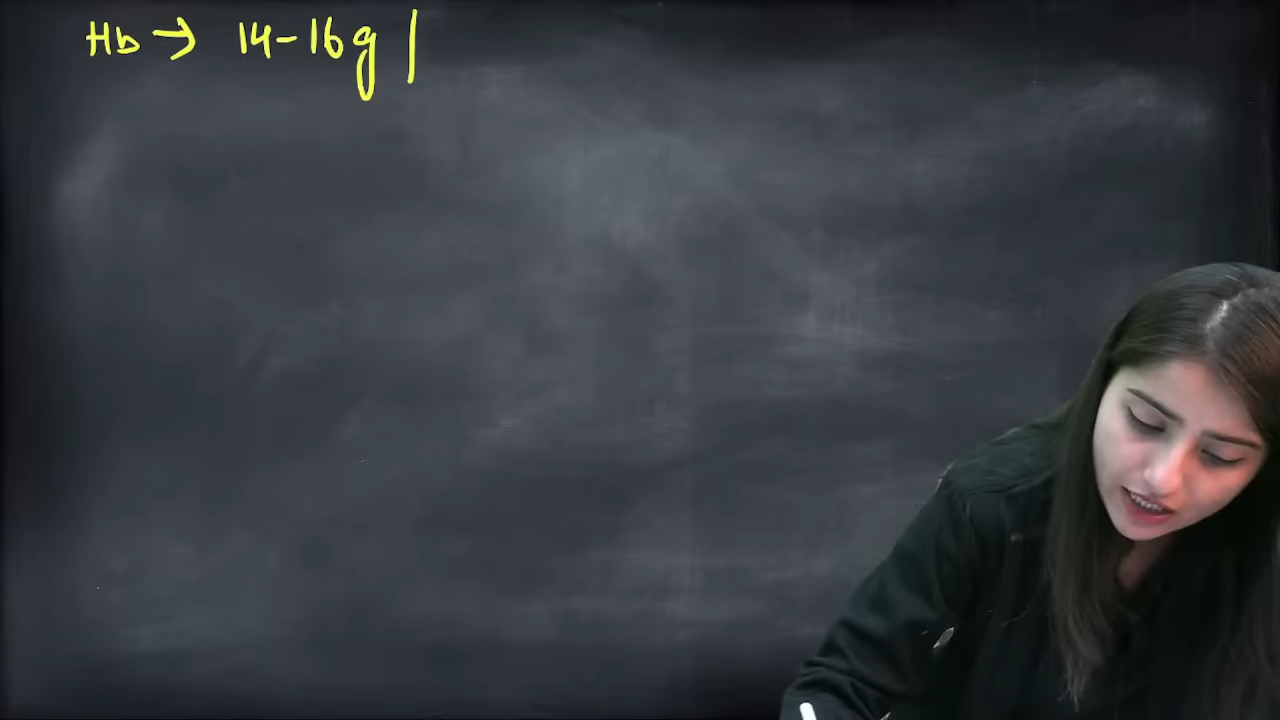 Hb → 14-16g |